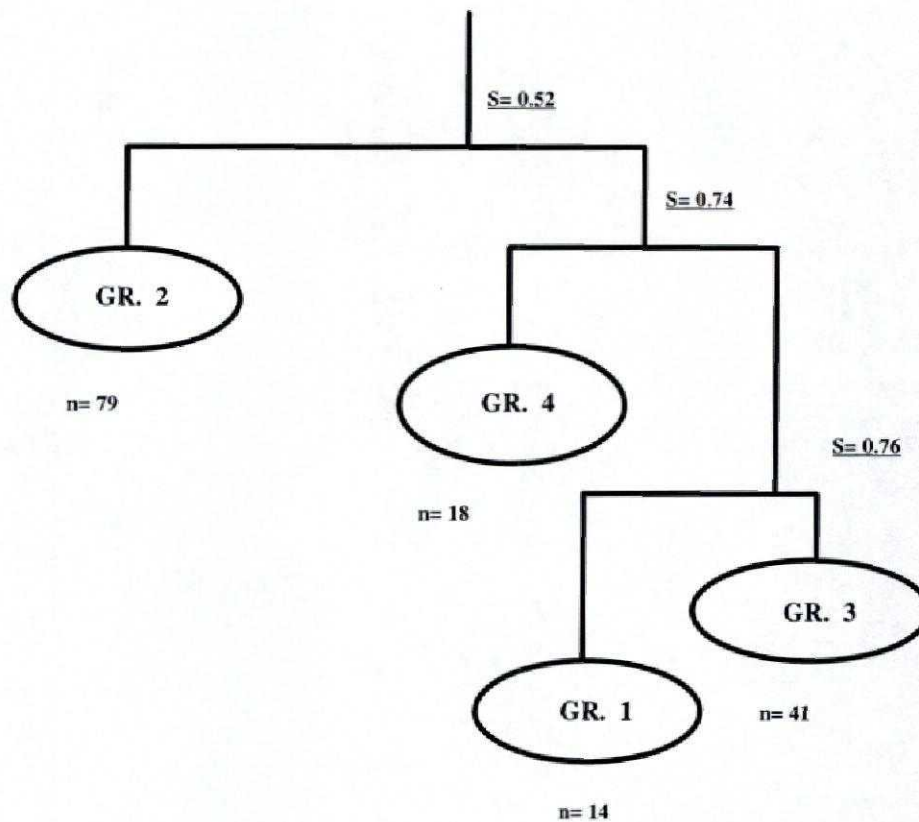 S= 0.52
S= 0.74
GR. 2
n= 79
GR. 4
S= 0.76
n= 18
GR. 3
GR. 1
n= 41
n= 14